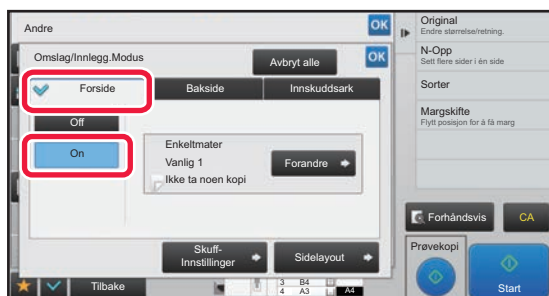 Andre
OK
Omslag/Innlegg.Modus
Avbryt alle
OK
Forside
Bakside
Innskuddsark
Off
On
Enkeltmater
Vanlig 1
Ikke ta noen kopi
Forandre
Skuff-
Innstillinger
Sidelayout
Tilbake
3 B4
4 A3
A4
Original
Endre størrelse/retning.
N-Opp
Sett flere sider i én side
Sorter
Margskifte
Flytt posisjon for å få marg
Forhåndsvis
CA
Prøvekopi
Start